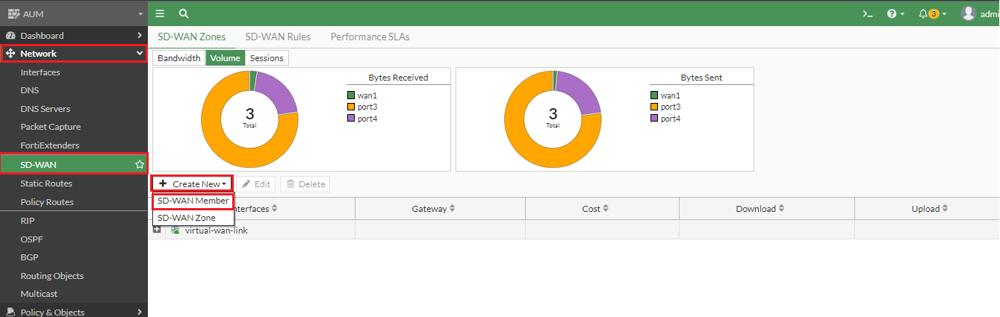 AUM
3
admi
Dashboard
Network
Interfaces
DNS
DNS Servers
Packet Capture
FortiExtenders
SD-WAN
Static Routes
Policy Routes
RIP
OSPF
BGP
Routing Objects
Multicast
Policy & Objects
SD-WAN Zones SD-WAN Rules Performance SLAs
Bandwidth Volume Sessions
3
Total
Bytes Received
wan1
port3
port4
3
Total
Bytes Sent
wan1
port3
port4
Create New Edit Delete
SD-WAN Member
SD-WAN Zone
nterfaces Gateway Cost Download Upload
virtual-wan-link